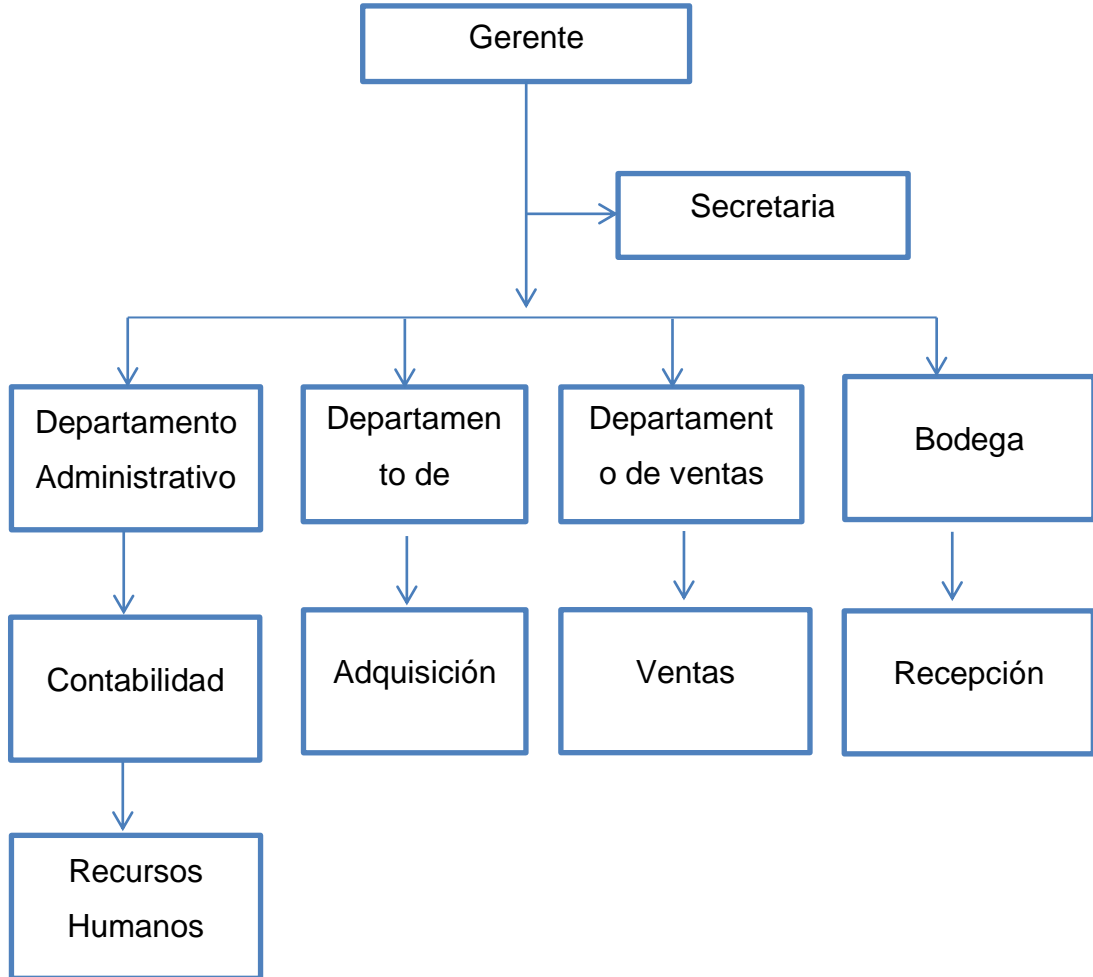 Gerente
Secretaria
Departamento
Administrativo
Departamen
to de
Departament
o de ventas
Bodega
Contabilidad
Adquisición
Ventas
Recepción
Recursos
Humanos